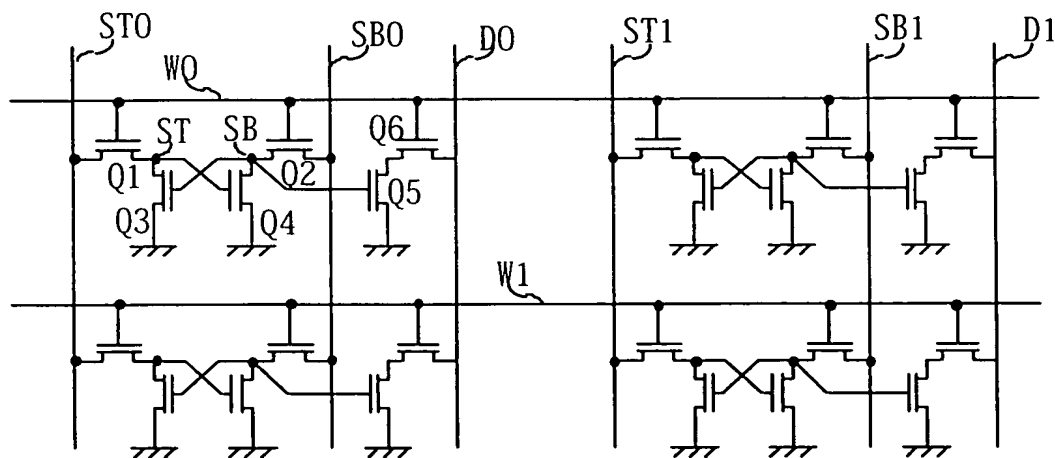 ST0 SB0 D0 ST1 SB1 D1
W0
ST SB Q6
Q1 Q2 Q5
Q3 Q4
W1